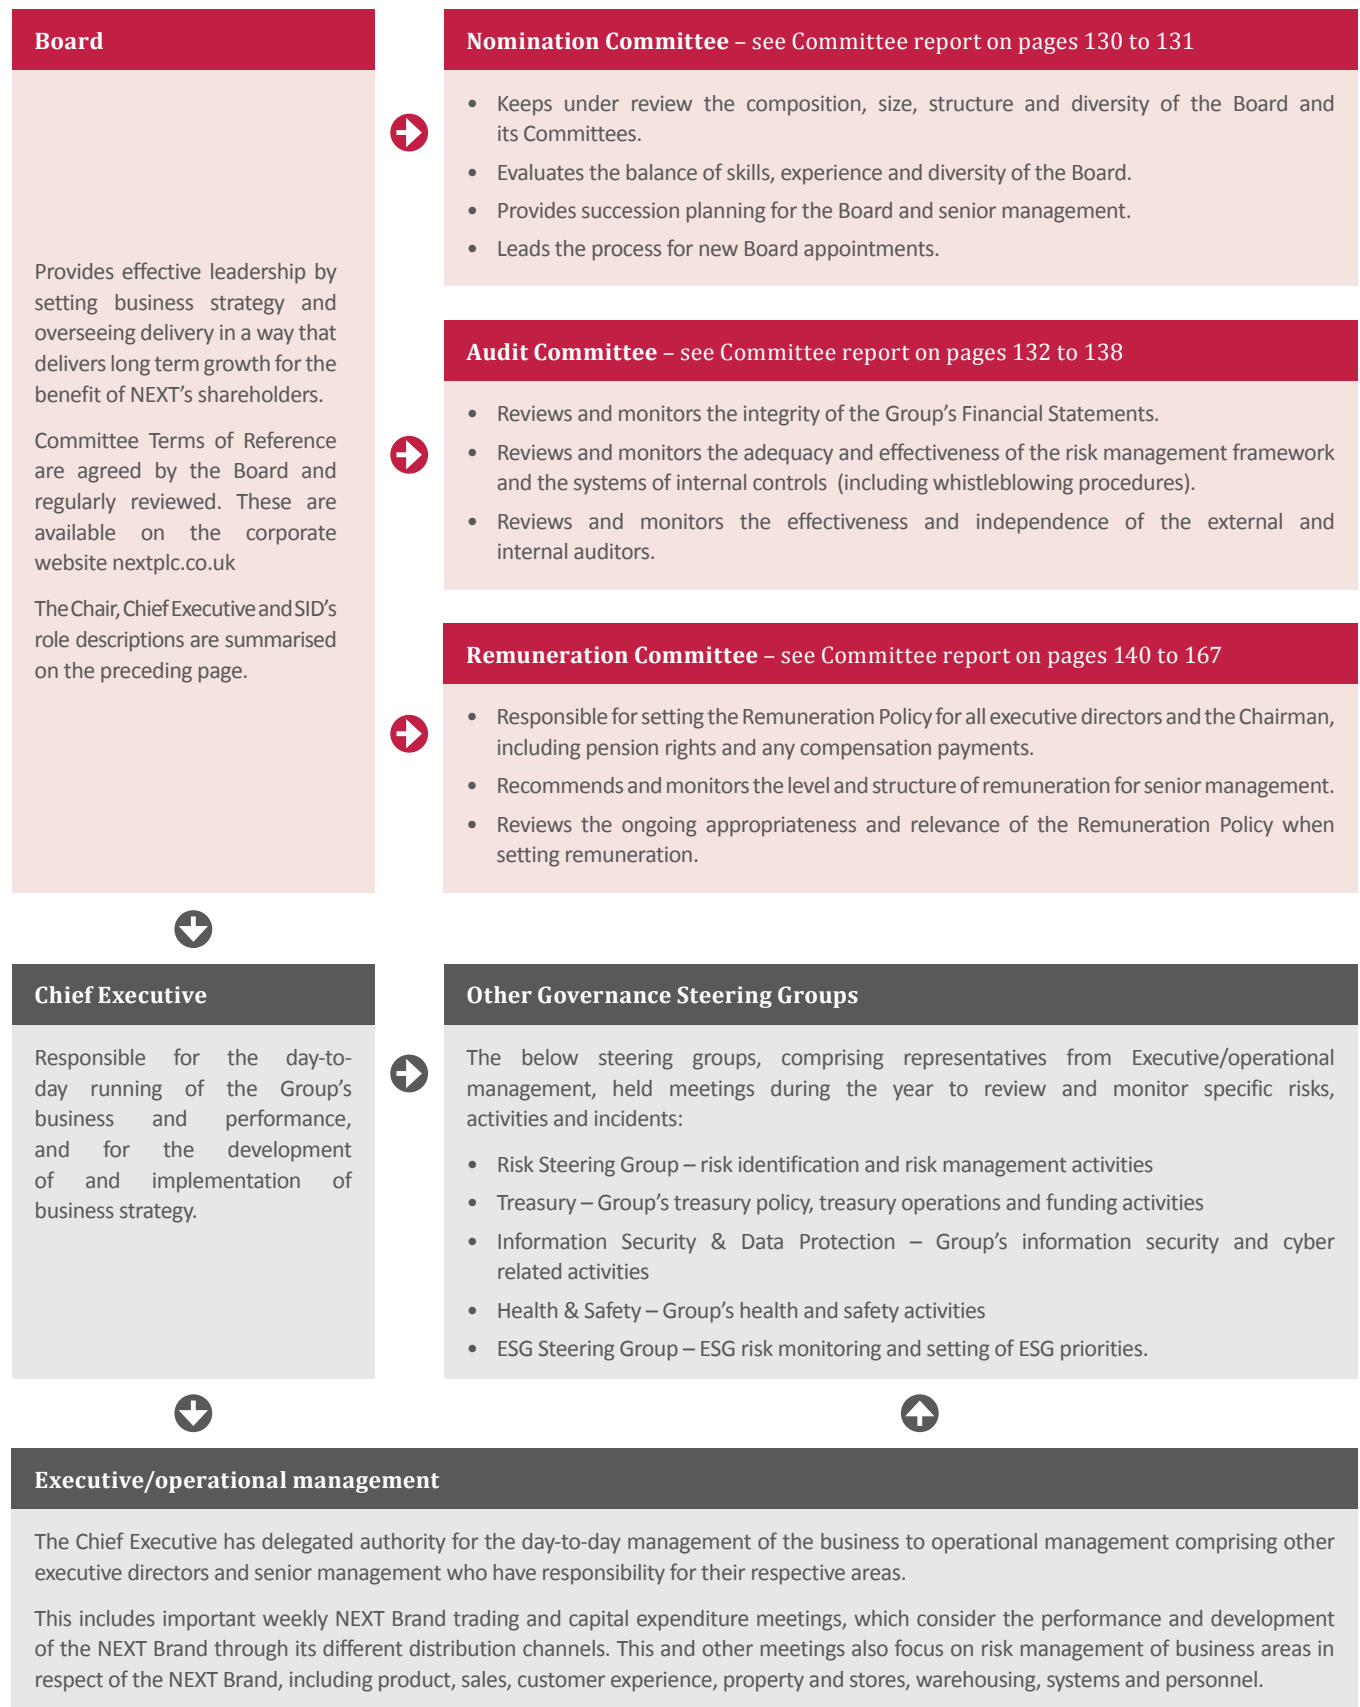 Board
Provides effective leadership by
setting business strategy and
overseeing delivery in a way that
delivers long term growth for the
benefit of NEXT’s shareholders.
Committee Terms of Reference
are agreed by the Board and
regularly reviewed. These are
available on the corporate
website nextplc.co.uk
The Chair, Chief Executive and SID’s
role descriptions are summarised
on the preceding page.
Nomination Committee – see Committee report on pages 130 to 131
• Keeps under review the composition, size, structure and diversity of the Board and
its Committees.
• Evaluates the balance of skills, experience and diversity of the Board.
• Provides succession planning for the Board and senior management.
• Leads the process for new Board appointments.
Audit Committee – see Committee report on pages 132 to 138
• Reviews and monitors the integrity of the Group’s Financial Statements.
• Reviews and monitors the adequacy and effectiveness of the risk management framework
and the systems of internal controls (including whistleblowing procedures).
• Reviews and monitors the effectiveness and independence of the external and
internal auditors.
Remuneration Committee – see Committee report on pages 140 to 167
• Responsible for setting the Remuneration Policy for all executive directors and the Chairman,
including pension rights and any compensation payments.
• Recommends and monitors the level and structure of remuneration for senior management.
• Reviews the ongoing appropriateness and relevance of the Remuneration Policy when
setting remuneration.
Chief Executive
Responsible for the day-to-
day running of the Group’s
business and performance,
and for the development
of and implementation of
business strategy.
Other Governance Steering Groups
The below steering groups, comprising representatives from Executive/operational
management, held meetings during the year to review and monitor specific risks,
activities and incidents:
• Risk Steering Group – risk identification and risk management activities
• Treasury – Group’s treasury policy, treasury operations and funding activities
• Information Security & Data Protection – Group’s information security and cyber
related activities
• Health & Safety – Group’s health and safety activities
• ESG Steering Group – ESG risk monitoring and setting of ESG priorities.
Executive/operational management
The Chief Executive has delegated authority for the day-to-day management of the business to operational management comprising other
executive directors and senior management who have responsibility for their respective areas.
This includes important weekly NEXT Brand trading and capital expenditure meetings, which consider the performance and development
of the NEXT Brand through its different distribution channels. This and other meetings also focus on risk management of business areas in
respect of the NEXT Brand, including product, sales, customer experience, property and stores, warehousing, systems and personnel.